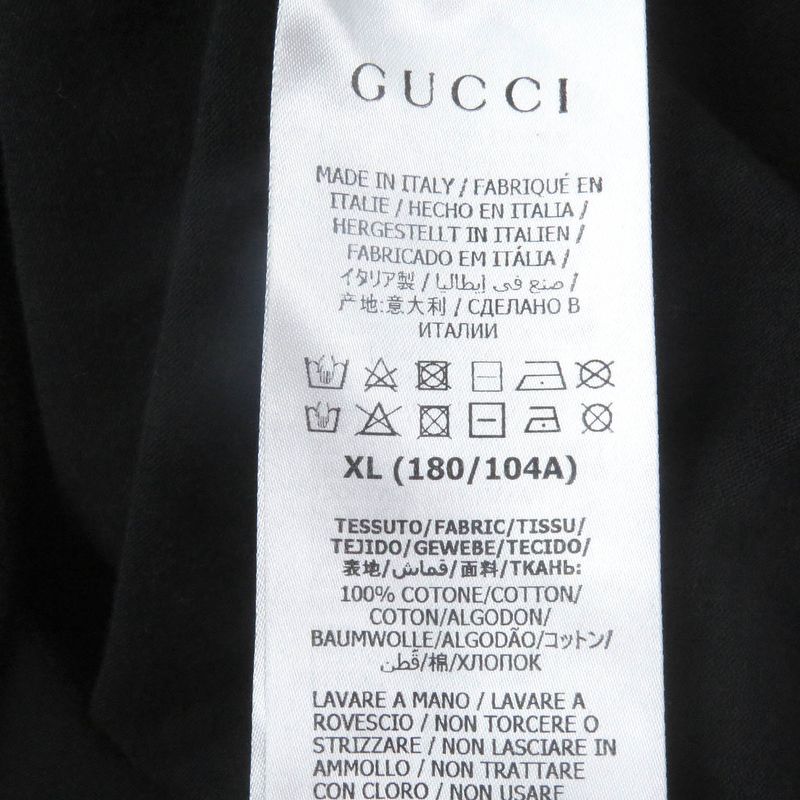 GUCCI
MADE IN ITALY / FABRIQUÉ EN
ITALIE / HECHO EN ITALIA /
HERGESTELLT IN ITALIEN /
FABRICADO EM ITÁLIA /
イタリア製 / صنع في إيطاليا /
产地:意大利 / СДЕЛАНО В
ИТАЛИИ
XL (180/104A)
TESSUTO/FABRIC/TISSU/
TEJIDO/GEWEBE/TECIDO/
表地/قماش/面料/ТКАНЬ:
100% COTONE/COTTON/
COTON/ALGODON/
BAUMWOLLE/ALGODÃO/コットン/
قطن/棉/ХЛОПОК
LAVARE A MANO / LAVARE A
ROVESCIO / NON TORCERE O
STRIZZARE / NON LASCIARE IN
AMMOLLO / NON TRATTARE
CON CLORO / NON USARE